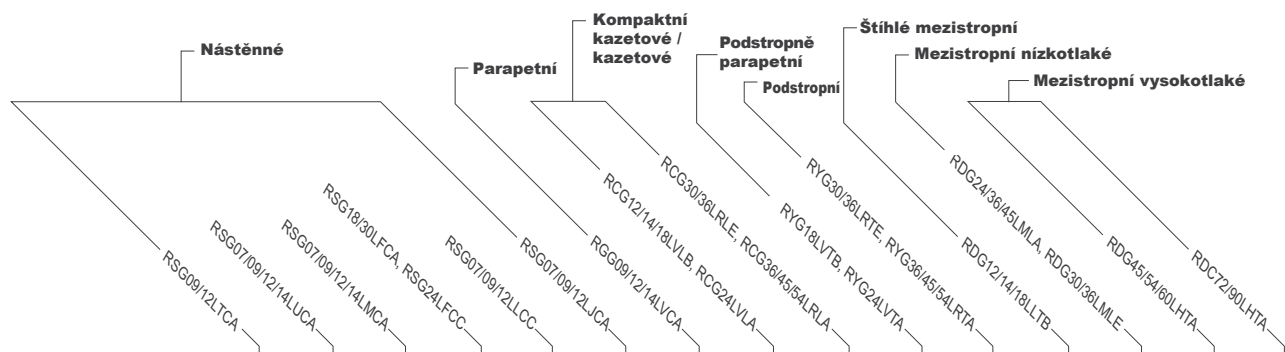 Nástěnné
Parapetní
Kompaktní
kazetové /
kazetové
Podstropně
parapetní
Podstropní
Štíhlé mezistropní
Mezistropní nízkotlaké
Mezistropní vysokotlaké
RSG09/12LTCA
RSG07/09/12/14LUCA
RSG07/09/12/14LMCA
RSG18/30LFCA, RSG24LFCC
RSG07/09/12LLCC
RSG07/09/12LJCA
RGG09/12/14LVCA
RCG12/14/18LVLB, RCG24LVLA
RCG30/36LRLE, RCG36/45/54LRLA
RYG18LVTB, RYG24LVTA
RYG30/36LRTE, RYG36/45/54LRTA
RDG12/14/18LLTB
RDG24/36/45LMLA, RDG30/36LMLE
RDG45/54/60LHTA
RDC72/90LHTA